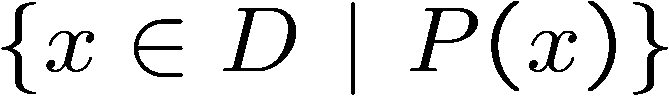 {x ∈ D | P(x)}